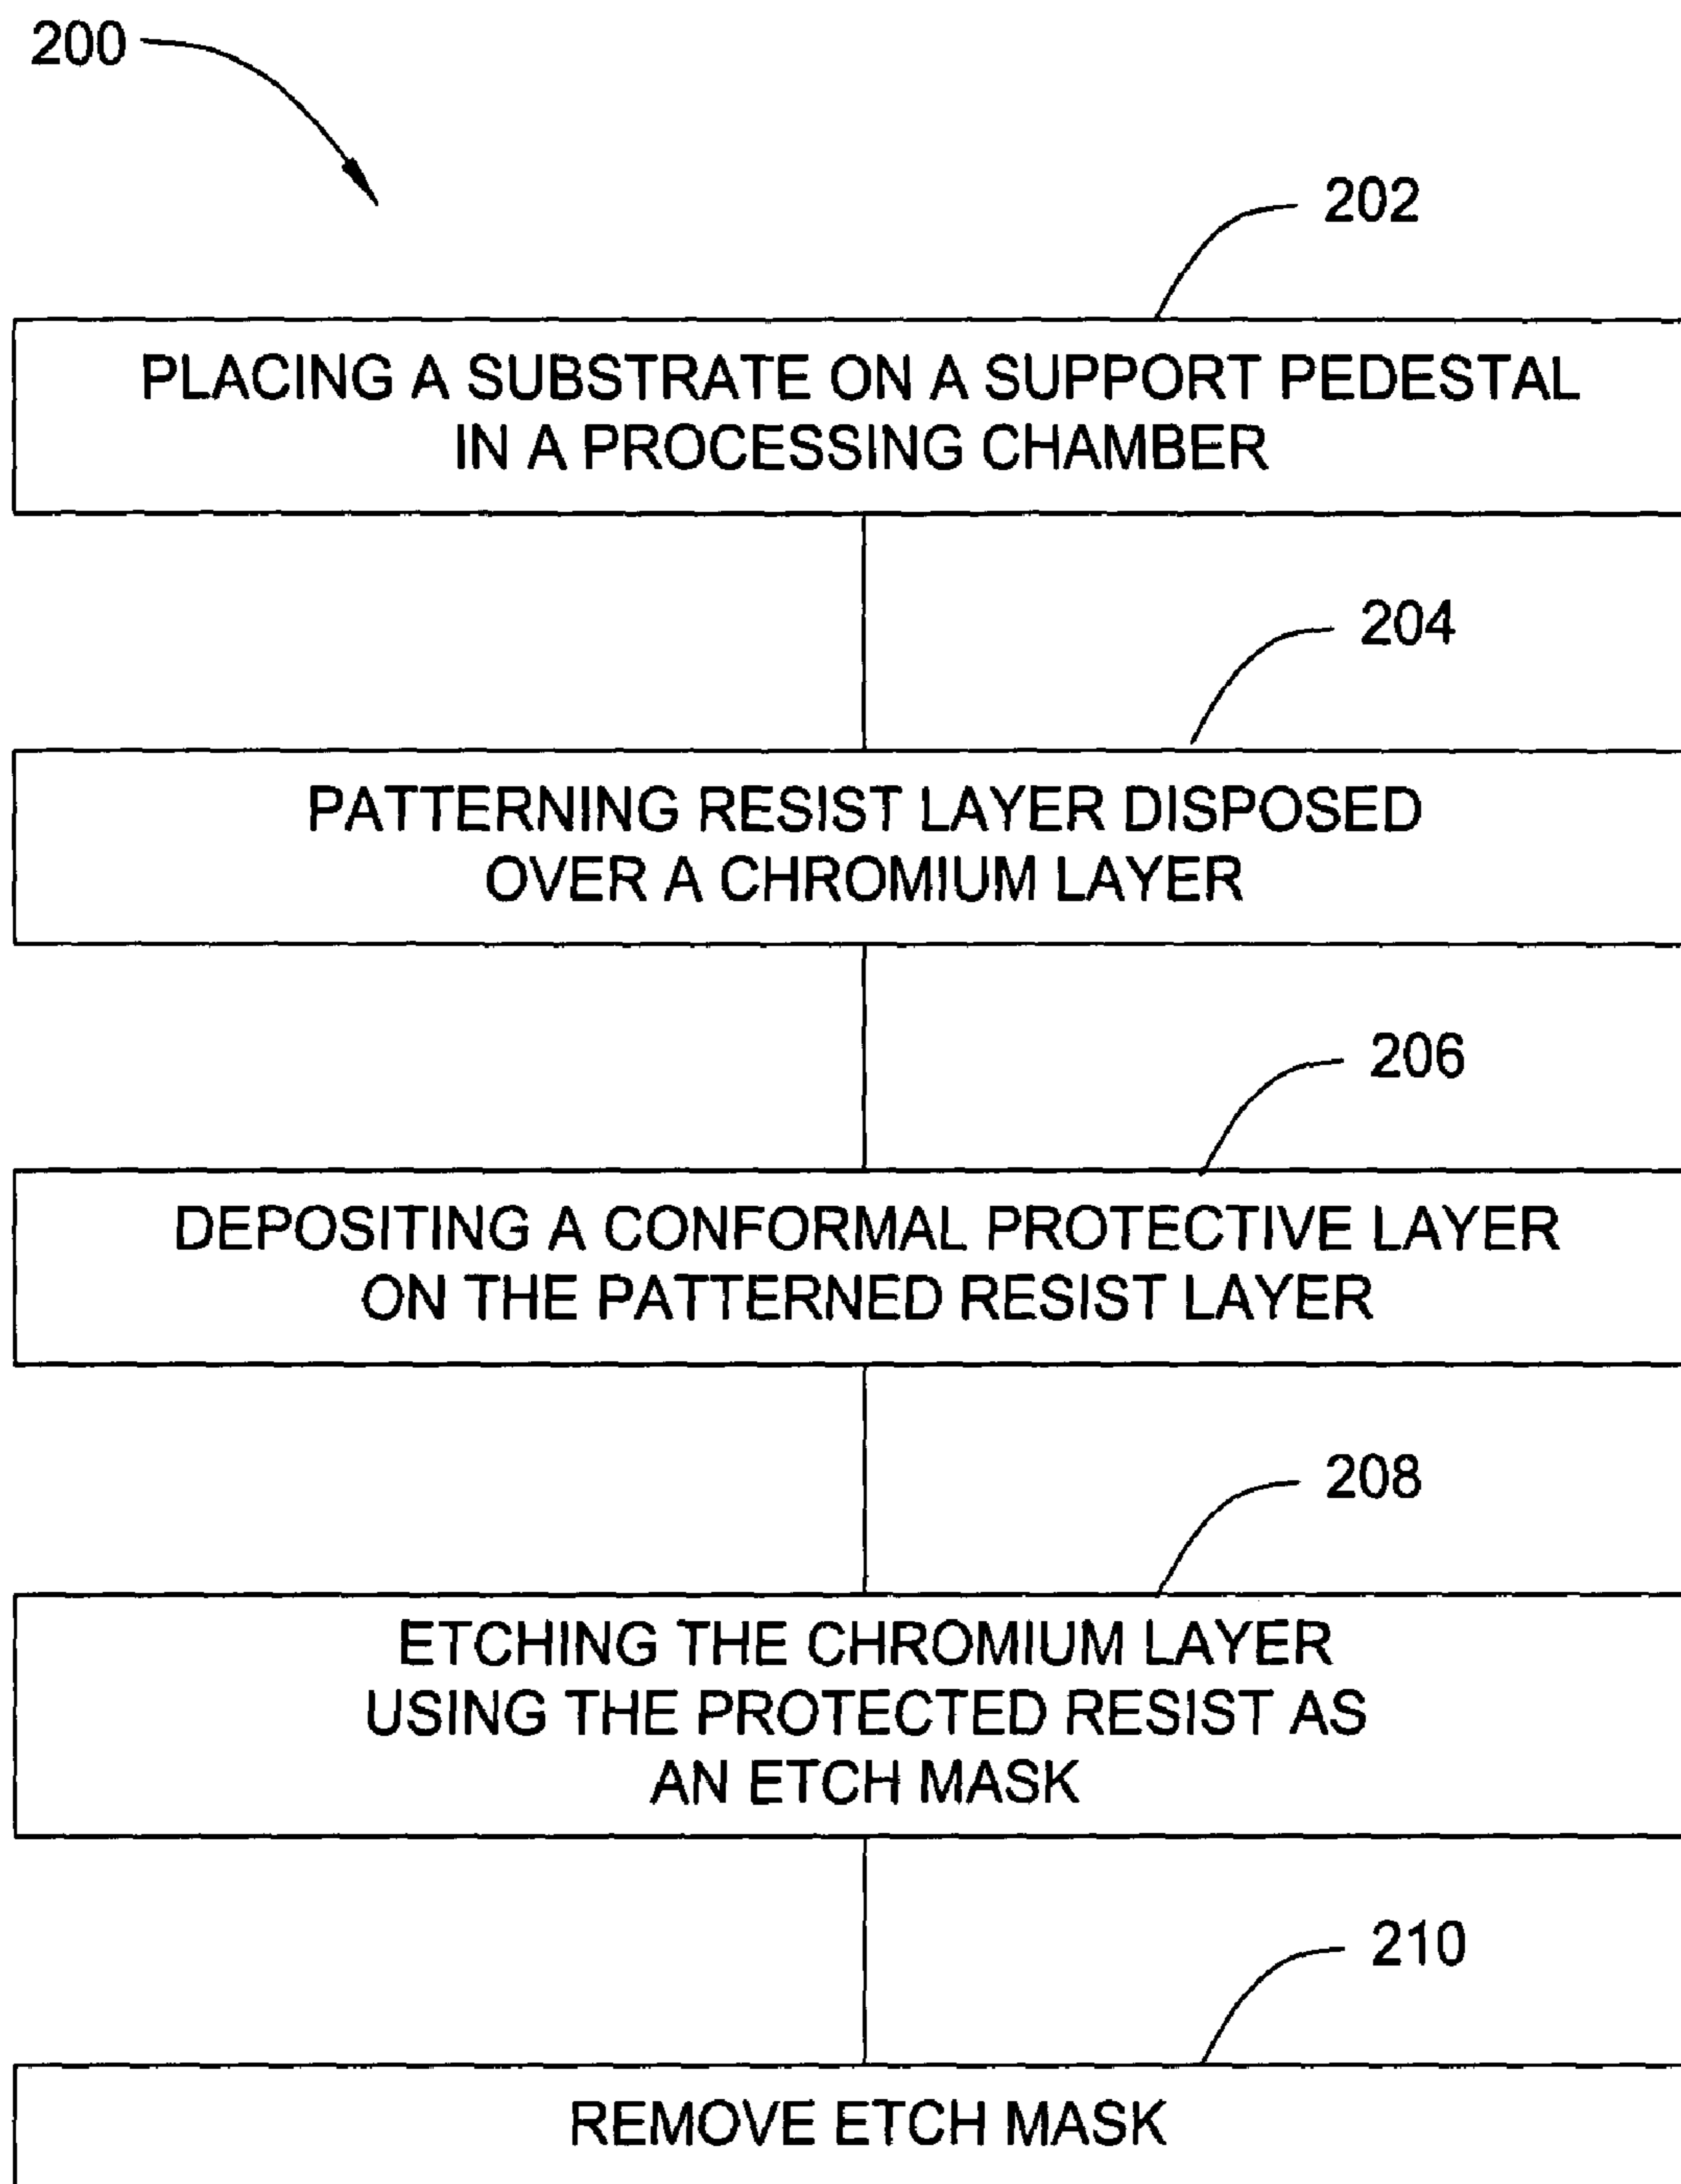 200
202
PLACING A SUBSTRATE ON A SUPPORT PEDESTAL
IN A PROCESSING CHAMBER
204
PATTERNING RESIST LAYER DISPOSED
OVER A CHROMIUM LAYER
206
DEPOSITING A CONFORMAL PROTECTIVE LAYER
ON THE PATTERNED RESIST LAYER
208
ETCHING THE CHROMIUM LAYER
USING THE PROTECTED RESIST AS
AN ETCH MASK
210
REMOVE ETCH MASK